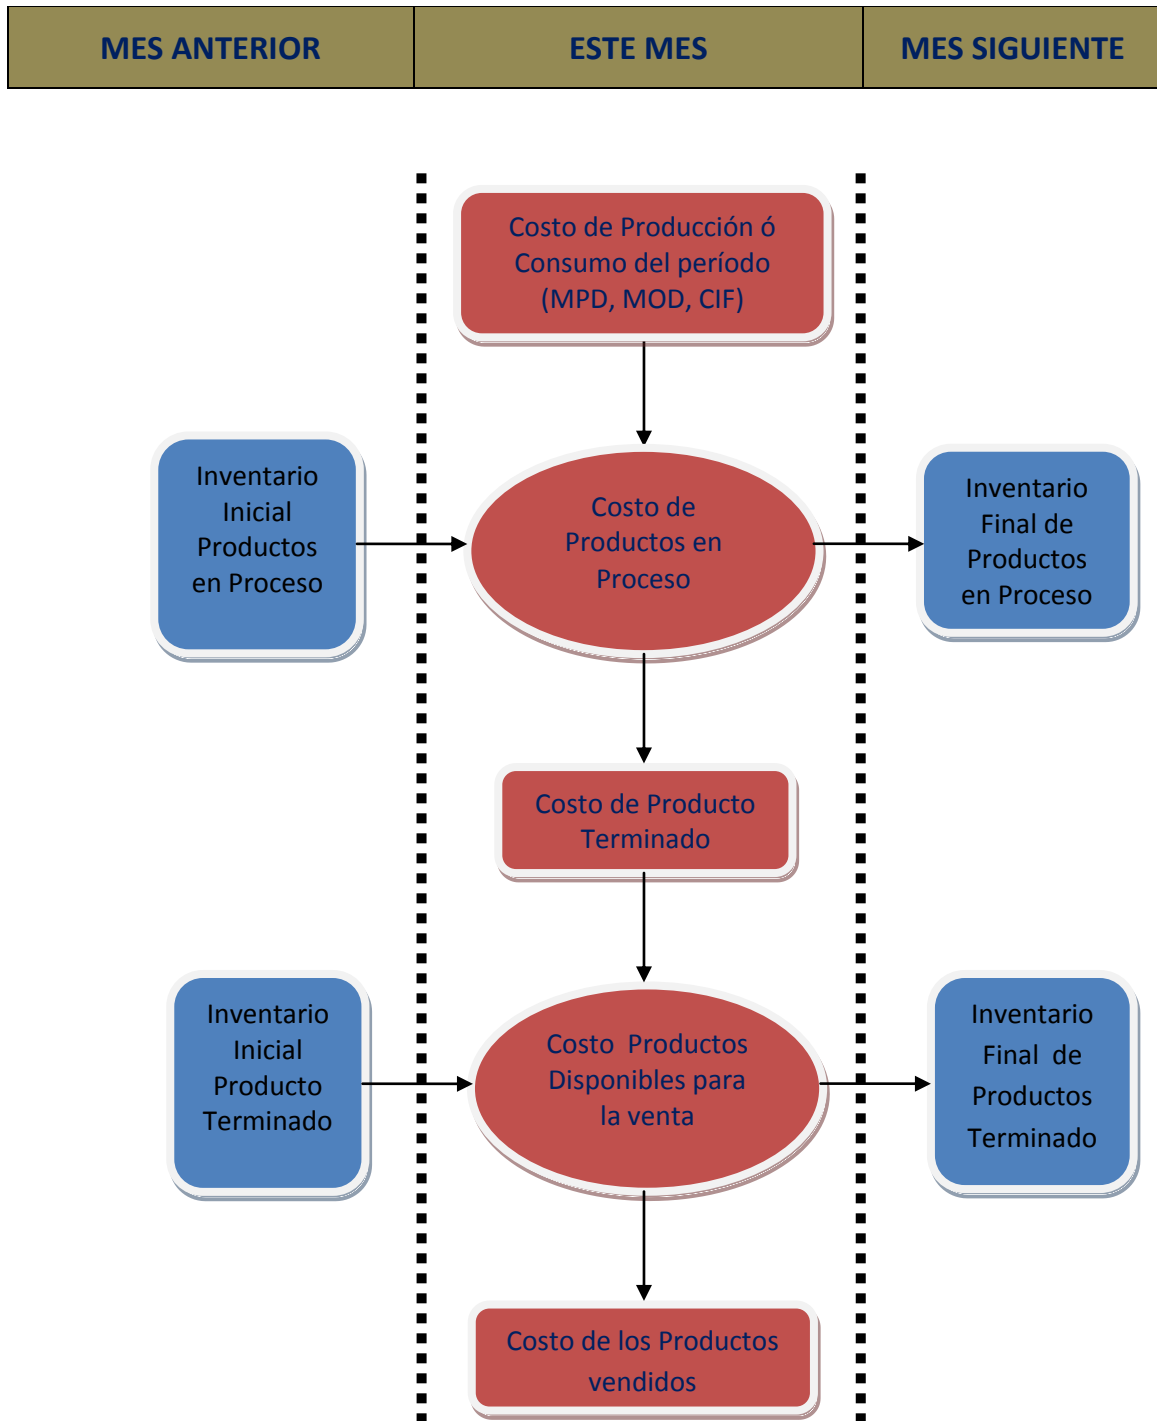 MES ANTERIOR
ESTE MES
MES SIGUIENTE
Costo de Producción ó
Consumo del período
(MPD, MOD, CIF)
Inventario
Inicial
Productos
en Proceso
Costo de
Productos en
Proceso
Inventario
Final de
Productos
en Proceso
Costo de Producto
Terminado
Inventario
Inicial
Producto
Terminado
Costo  Productos
Disponibles para
la venta
Inventario
Final  de
Productos
Terminado
Costo de los Productos
vendidos